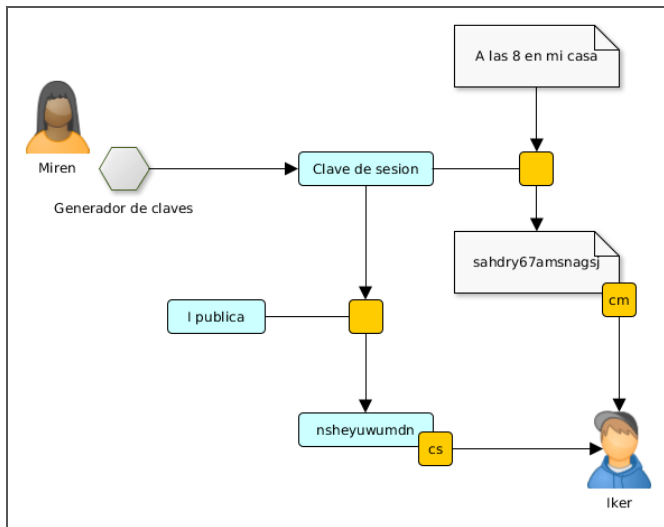 A las 8 en mi casa
Miren
Generador de claves
Clave de sesion
sahdry67amsnagsj
cm
I publica
nsheyuwumdn
cs
Iker